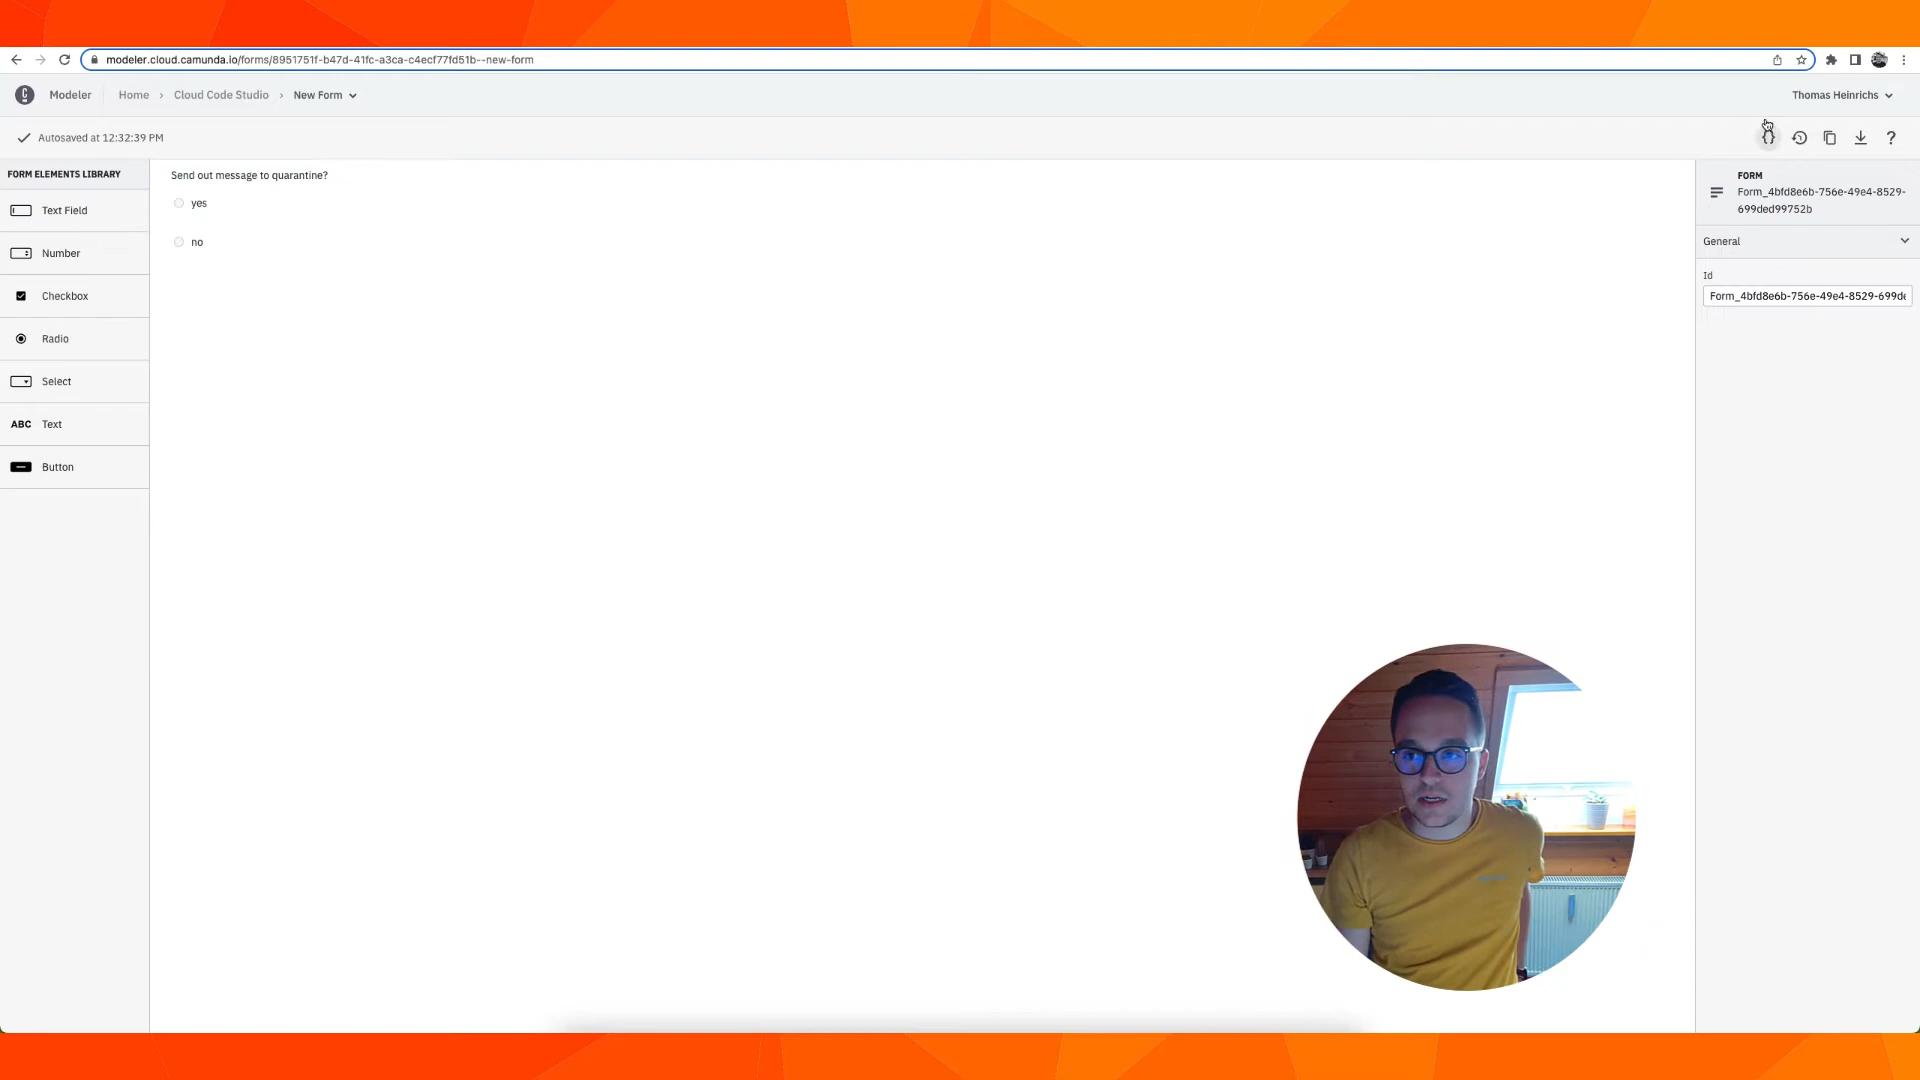 modeler.cloud.camunda.io/forms/8951751f-b47d-41fc-a3ca-c4ecf77fd51b--new-form
Modeler Home › Cloud Code Studio › New Form
Thomas Heinrichs
Autosaved at 12:32:39 PM
{} ?
FORM ELEMENTS LIBRARY
Text Field
Number
Checkbox
Radio
Select
ABC Text
Button
Send out message to quarantine?
yes
no
FORM
Form_4bfd8e6b-756e-49e4-8529-
699ded99752b
General
Id
Form_4bfd8e6b-756e-49e4-8529-699de